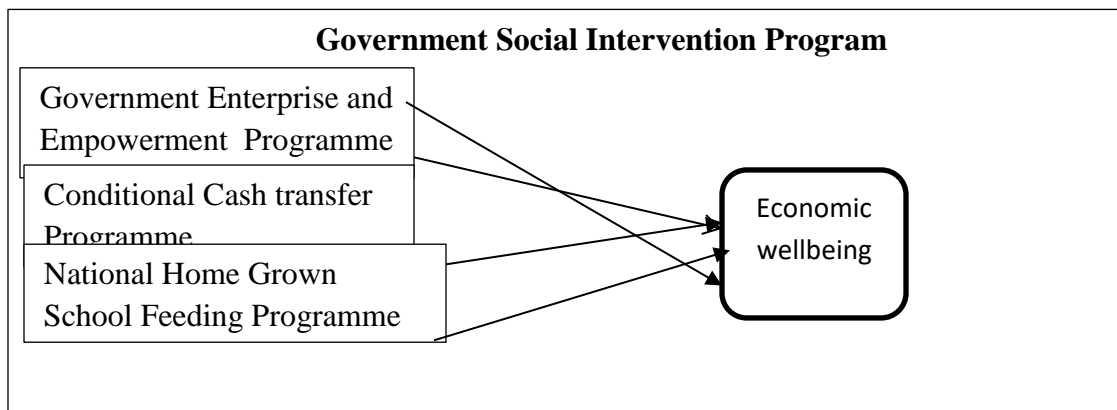 Government Social Intervention Program
Government Enterprise and
Empowerment Programme
Conditional Cash transfer
Programme
National Home Grown
School Feeding Programme
Economic
wellbeing